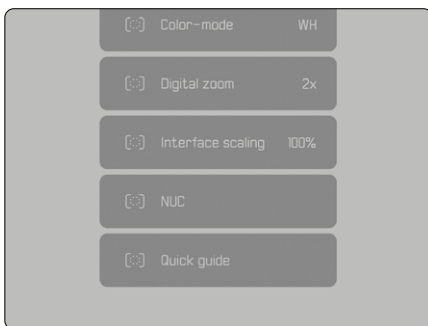 Color-mode WH
Digital zoom 2x
Interface scaling 100%
NUC
Quick guide